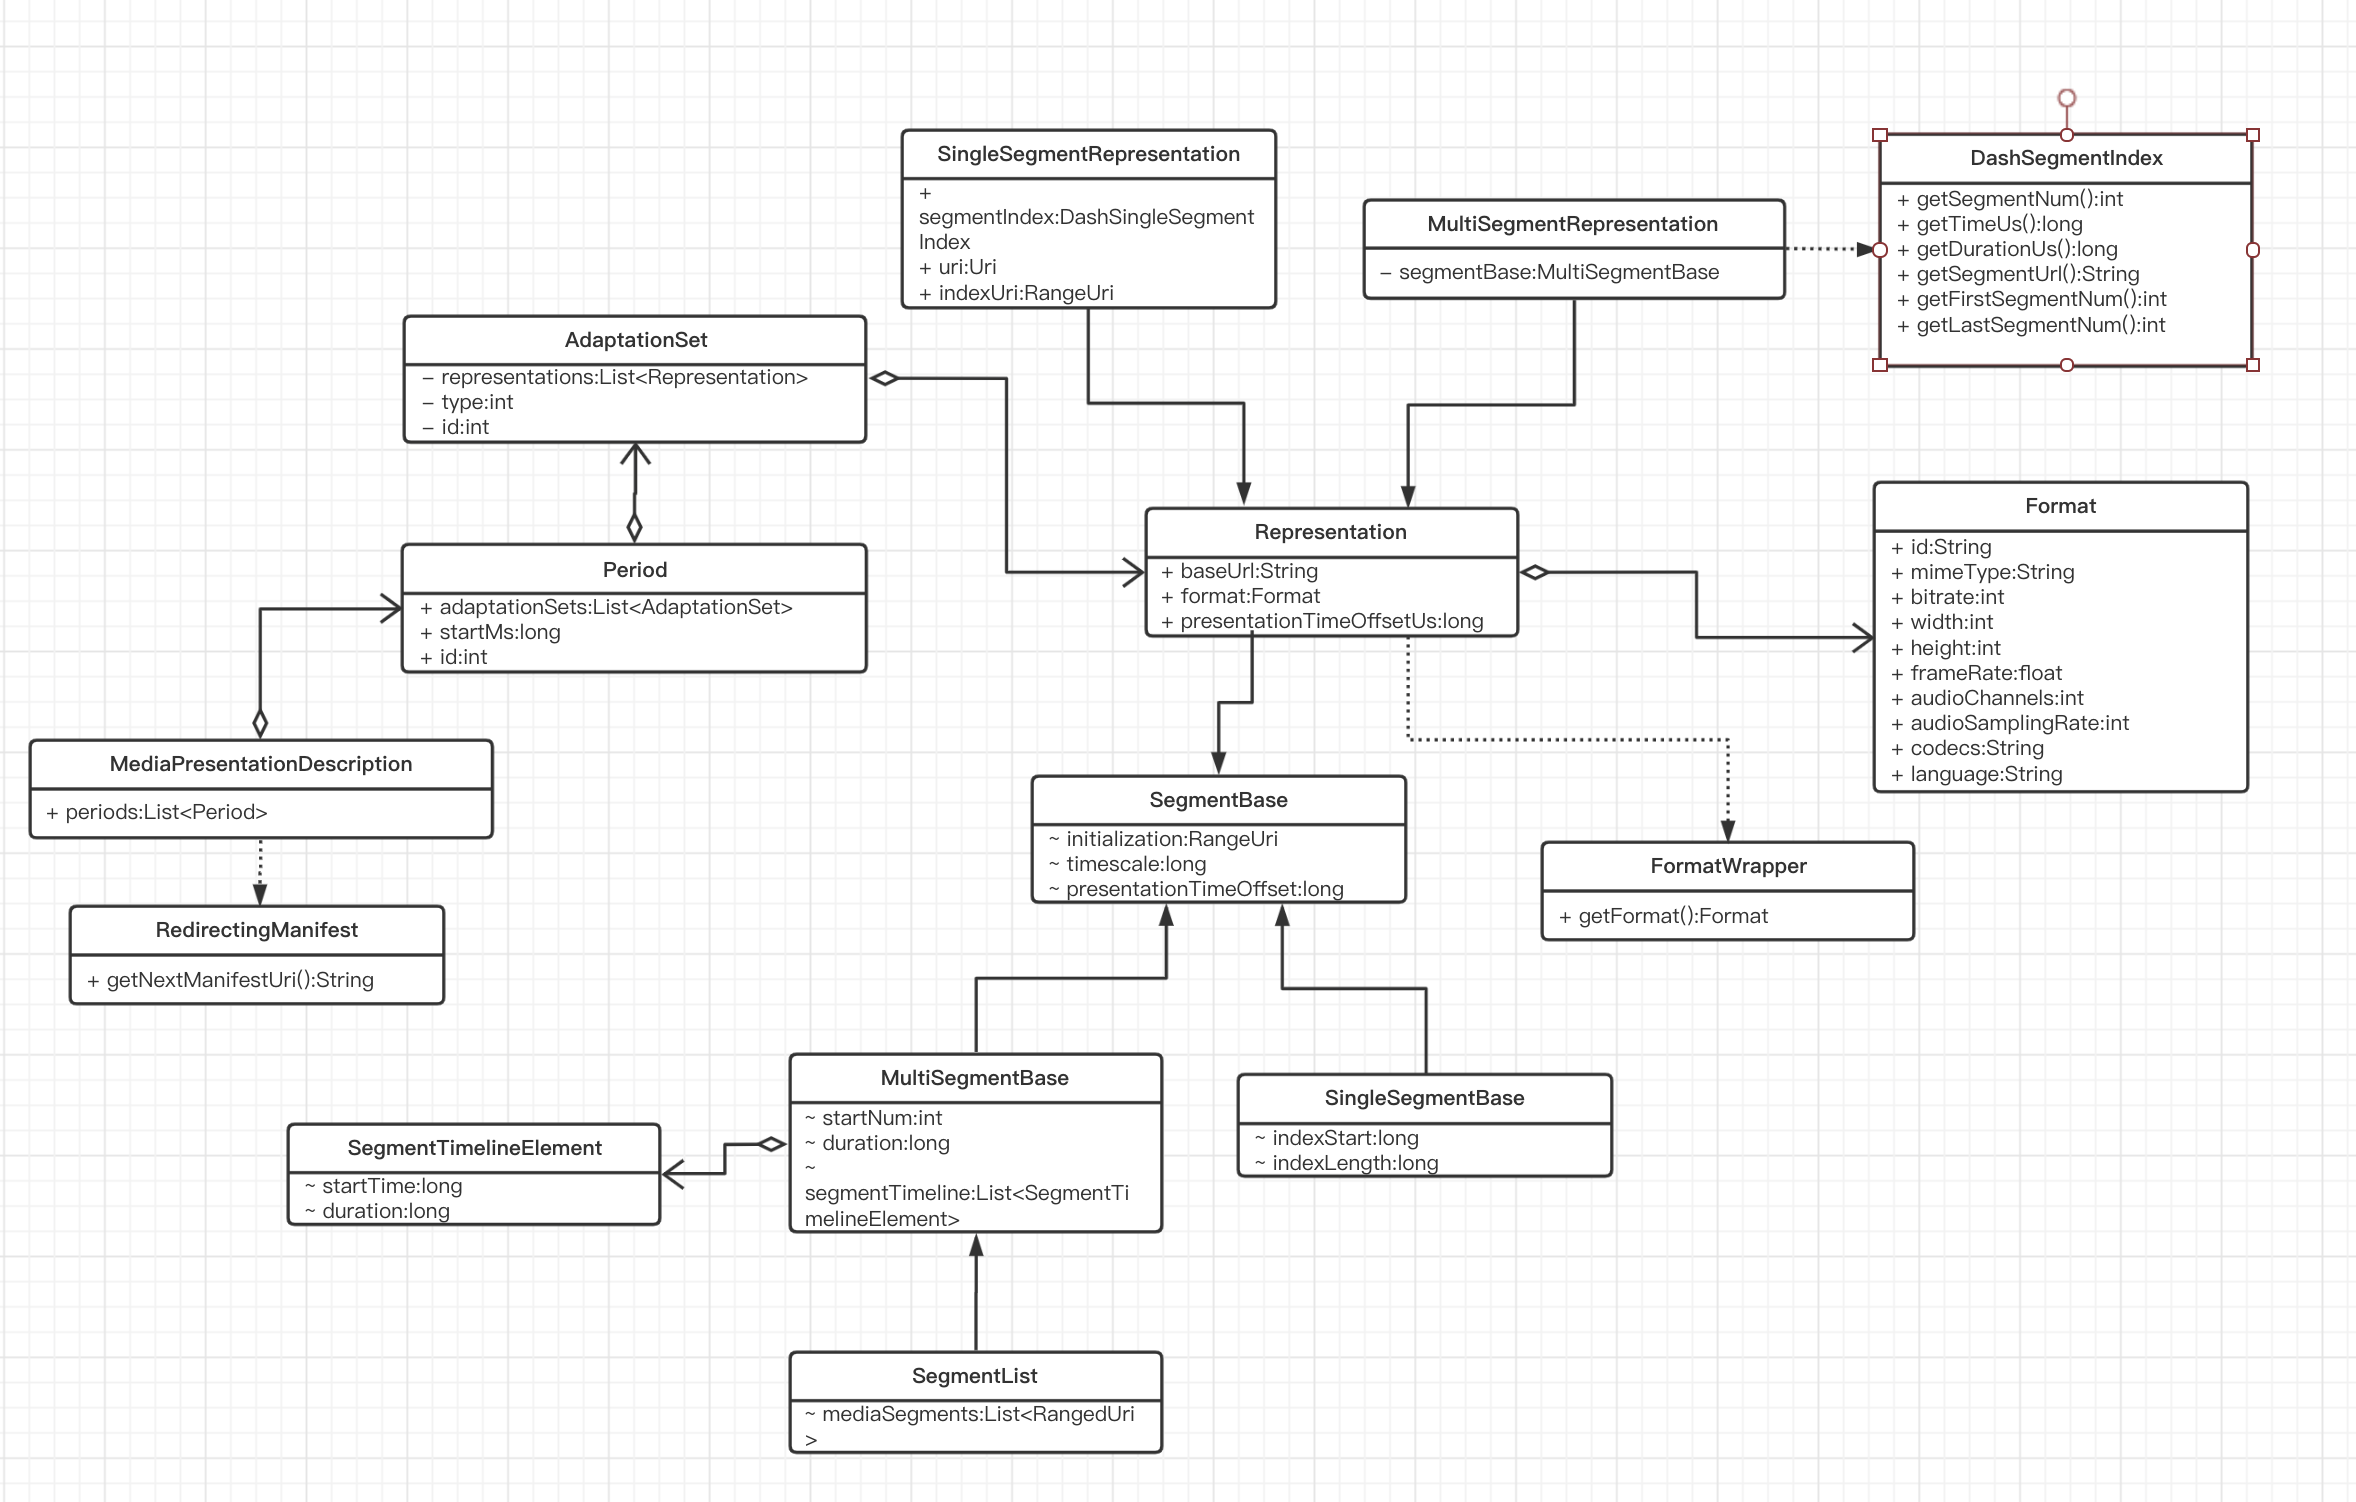 SingleSegmentRepresentation
+
segmentIndex:DashSingleSegment
Index
+ uri:Uri
+ indexUri:RangeUri
MultiSegmentRepresentation
– segmentBase:MultiSegmentBase
DashSegmentIndex
+ getSegmentNum():int
+ getTimeUs():long
+ getDurationUs():long
+ getSegmentUrl():String
+ getFirstSegmentNum():int
+ getLastSegmentNum():int
AdaptationSet
– representations:List<Representation>
– type:int
– id:int
Period
+ adaptationSets:List<AdaptationSet>
+ startMs:long
+ id:int
Representation
+ baseUrl:String
+ format:Format
+ presentationTimeOffsetUs:long
Format
+ id:String
+ mimeType:String
+ bitrate:int
+ width:int
+ height:int
+ frameRate:float
+ audioChannels:int
+ audioSamplingRate:int
+ codecs:String
+ language:String
MediaPresentationDescription
+ periods:List<Period>
RedirectingManifest
+ getNextManifestUri():String
SegmentBase
~ initialization:RangeUri
~ timescale:long
~ presentationTimeOffset:long
FormatWrapper
+ getFormat():Format
MultiSegmentBase
~ startNum:int
~ duration:long
~
segmentTimeline:List<SegmentTi
melineElement>
SingleSegmentBase
~ indexStart:long
~ indexLength:long
SegmentTimelineElement
~ startTime:long
~ duration:long
SegmentList
~ mediaSegments:List<RangedUri
>